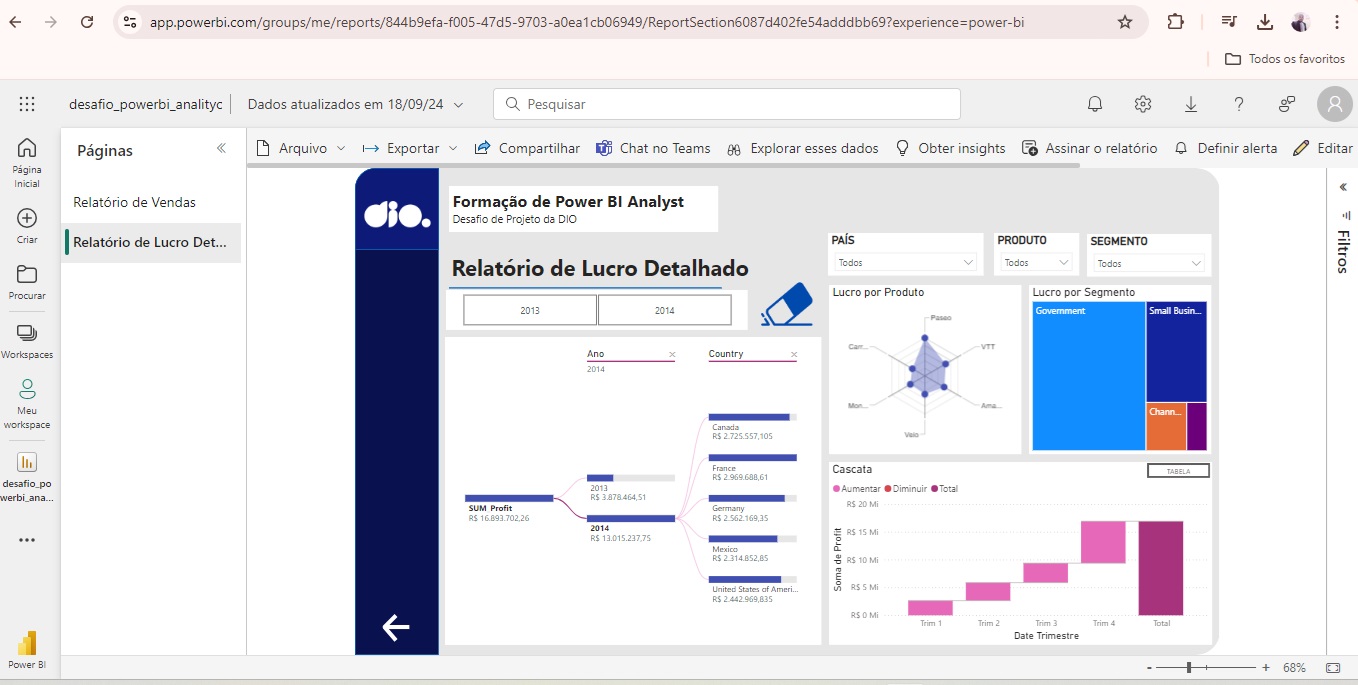 app.powerbi.com/groups/me/reports/844b9efa-f005-47d5-9703-a0ea1cb06949/ReportSection6087d402fe54adddbb69?experience=power-bi
Todos os favoritos
desafio_powerbi_analityc
Dados atualizados em 18/09/24
Pesquisar
Página
Inicial
Criar
Procurar
Workspaces
Meu
workspace
desafio_po
werbi_ana...
Power BI
Páginas
Relatório de Vendas
Relatório de Lucro Det...
Arquivo
Exportar
Compartilhar
Chat no Teams
Explorar esses dados
Obter insights
Assinar o relatório
Definir alerta
Editar
dio.
Formação de Power BI Analyst
Desafio de Projeto da DIO
Relatório de Lucro Detalhado
2013
2014
PAÍS
Todos
PRODUTO
Todos
SEGMENTO
Todos
Ano
2014
Country
SUM Profit
R$ 16.893.702,26
2013
R$ 3.878.464,51
2014
R$ 13.015.237,75
Canada
R$ 2.725.557,105
France
R$ 2.969.688,61
Germany
R$ 2.562.169,35
Mexico
R$ 2.314.852,85
United States of Ameri...
R$ 2.442.969,835
Lucro por Produto
Paseo
VTT
Ama...
Velo
Mon...
Carr...
Lucro por Segmento
Government
Small Busin...
Chann...
Cascata
TABELA
Aumentar
Diminuir
Total
Soma de Profit
R$ 20 Mi
R$ 15 Mi
R$ 10 Mi
R$ 5 Mi
R$ 0 Mi
Trim 1
Trim 2
Trim 3
Trim 4
Total
Date Trimestre
Filtros
68%